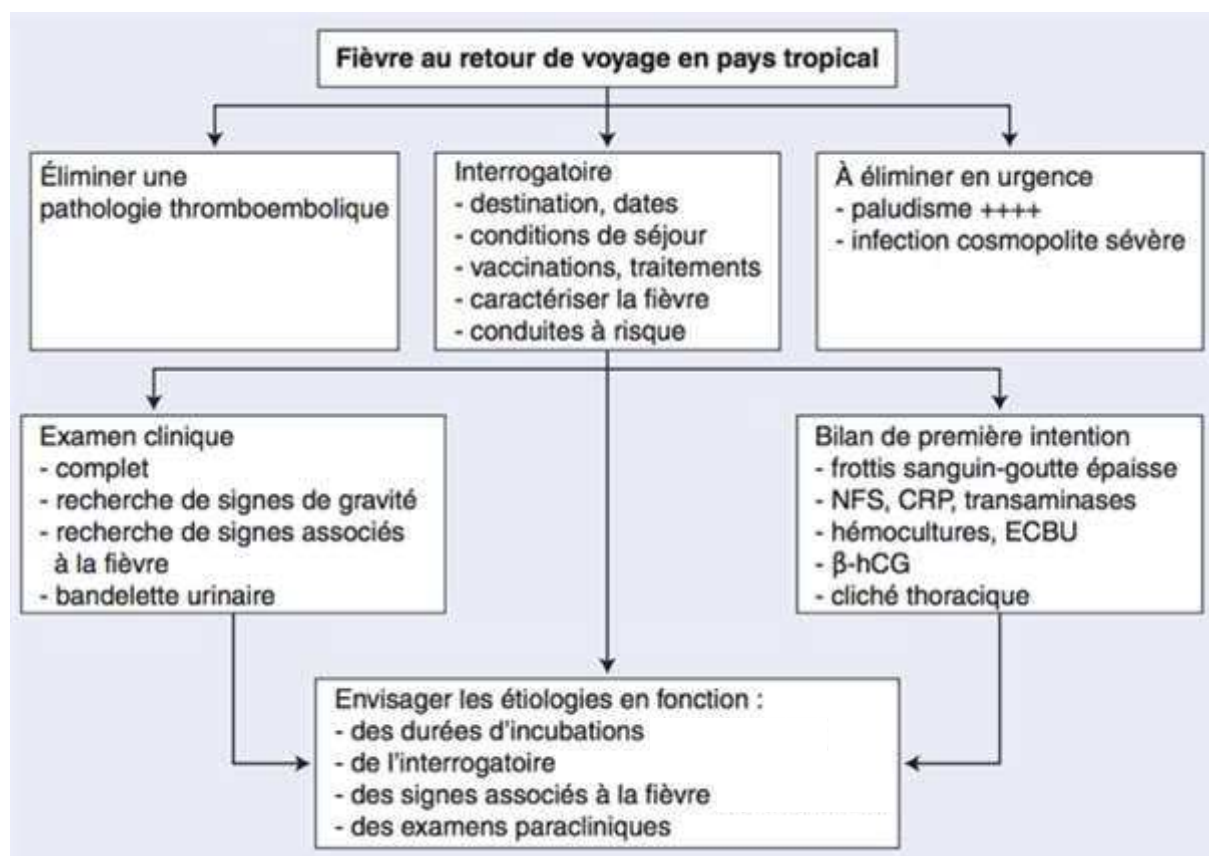 Fièvre au retour de voyage en pays tropical
Éliminer une
pathologie thromboembolique
Interrogatoire
- destination, dates
- conditions de séjour
- vaccinations, traitements
- caractériser la fièvre
- conduites à risque
À éliminer en urgence
- paludisme ++++
- infection cosmopolite sévère
Examen clinique
- complet
- recherche de signes de gravité
- recherche de signes associés
à la fièvre
- bandelette urinaire
Bilan de première intention
- frottis sanguin-goutte épaisse
- NFS, CRP, transaminases
- hémocultures, ECBU
- β-hCG
- cliché thoracique
Envisager les étiologies en fonction :
- des durées d'incubations
- de l'interrogatoire
- des signes associés à la fièvre
- des examens paracliniques